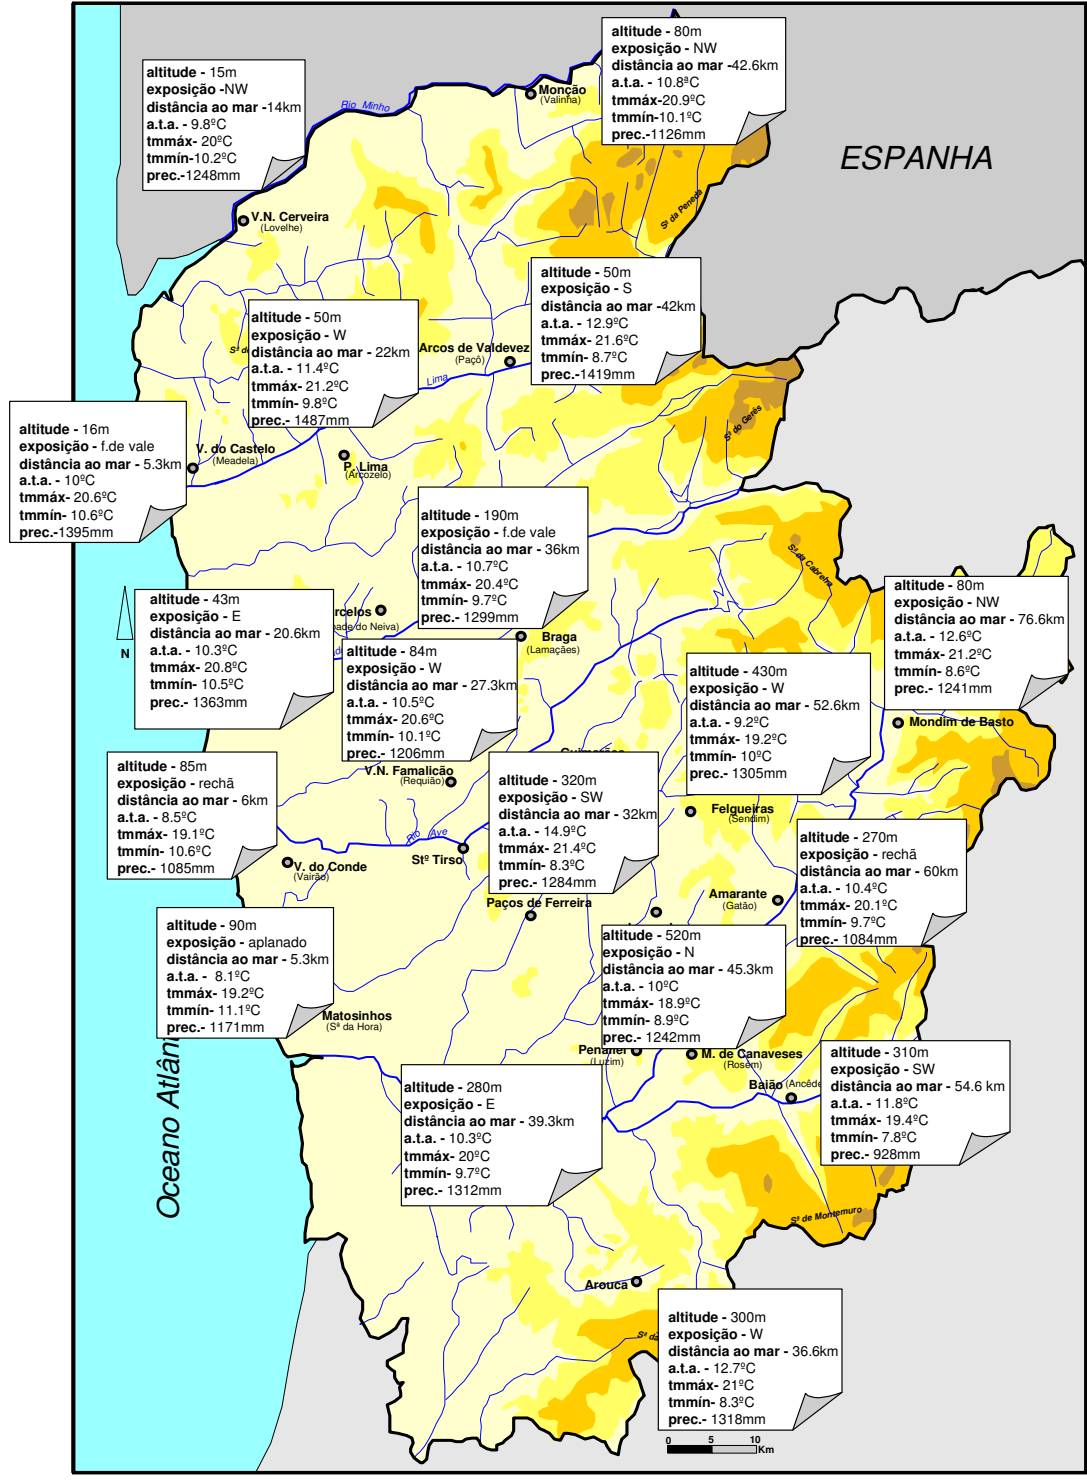 altitude - 80m
exposição - NW
distância ao mar -42.6km
a.t.a. - 10.8ªC
tmmáx-20.9ºC
tmmín-10.1ºC
prec.-1126mm
altitude - 15m
exposição -NW
distância ao mar -14km
a.t.a. - 9.8ºC
tmmáx- 20ºC
tmmín-10.2ºC
prec.-1248mm
Rio Minho
Monção
(Valinha)
ESPANHA
Sª da Peneda
V.N. Cerveira
(Lovelhe)
altitude - 50m
exposição - S
distância ao mar -42km
a.t.a. - 12.9ºC
tmmáx- 21.6ºC
tmmín- 8.7ºC
prec.-1419mm
altitude - 50m
exposição - W
distância ao mar - 22km
a.t.a. - 11.4ºC
tmmáx- 21.2ºC
tmmín- 9.8ºC
prec.- 1487mm
Arcos de Valdevez
(Paçô)
Lima
Sª do Gerês
altitude - 16m
exposição - f.de vale
distância ao mar - 5.3km
a.t.a. - 10ºC
tmmáx- 20.6ºC
tmmín- 10.6ºC
prec.-1395mm
V. do Castelo
(Meadela)
P. Lima
(Arcozelo)
altitude - 190m
exposição - f.de vale
distância ao mar - 36km
a.t.a. - 10.7ºC
tmmáx- 20.4ºC
tmmín- 9.7ºC
prec.- 1299mm
Sª da Cabreira
altitude - 80m
exposição - NW
distância ao mar - 76.6km
a.t.a. - 12.6ºC
tmmáx- 21.2ºC
tmmín- 8.6ºC
prec.- 1241mm
altitude - 43m
exposição - E
distância ao mar - 20.6km
a.t.a. - 10.3ºC
tmmáx- 20.8ºC
tmmín- 10.5ºC
prec.- 1363mm
N
rcelos
ade do Neiva)
Braga
(Lamaçães)
altitude - 84m
exposição - W
distância ao mar - 27.3km
a.t.a. - 10.5ºC
tmmáx- 20.6ºC
tmmín- 10.1ºC
prec.- 1206mm
altitude - 430m
exposição - W
distância ao mar - 52.6km
a.t.a. - 9.2ºC
tmmáx- 19.2ºC
tmmín- 10ºC
prec.- 1305mm
Mondim de Basto
altitude - 85m
exposição - rechã
distância ao mar - 6km
a.t.a. - 8.5ºC
tmmáx- 19.1ºC
tmmín- 10.6ºC
prec.- 1085mm
V.N. Famalicão
(Requião)
altitude - 320m
exposição - SW
distância ao mar - 32km
a.t.a. - 14.9ºC
tmmáx- 21.4ºC
tmmín- 8.3ºC
prec.- 1284mm
Felgueiras
(Sendim)
Rio Ave
Stº Tirso
V. do Conde
(Vairão)
altitude - 270m
exposição - rechã
distância ao mar - 60km
a.t.a. - 10.4ºC
tmmáx- 20.1ºC
tmmín- 9.7ºC
prec.- 1084mm
Paços de Ferreira
Amarante
(Gatão)
altitude - 90m
exposição - aplanado
distância ao mar - 5.3km
a.t.a. - 8.1ºC
tmmáx- 19.2ºC
tmmín- 11.1ºC
prec.- 1171mm
altitude - 520m
exposição - N
distância ao mar - 45.3km
a.t.a. - 10ºC
tmmáx- 18.9ºC
tmmín- 8.9ºC
prec.- 1242mm
Matosinhos
(Sª da Hora)
Penafiel
(Luzim)
M. de Canaveses
(Rosém)
Baião (Ancêde
altitude - 310m
exposição - SW
distância ao mar - 54.6 km
a.t.a. - 11.8ºC
tmmáx- 19.4ºC
tmmín- 7.8ºC
prec.- 928mm
altitude - 280m
exposição - E
distância ao mar - 39.3km
a.t.a. - 10.3ºC
tmmáx- 20ºC
tmmín- 9.7ºC
prec.- 1312mm
Oceano Atlânt
Sª de Montemuro
Arouca
Sª da
altitude - 300m
exposição - W
distância ao mar - 36.6km
a.t.a. - 12.7ºC
tmmáx- 21ºC
tmmín- 8.3ºC
prec.- 1318mm
0 5 10
Km